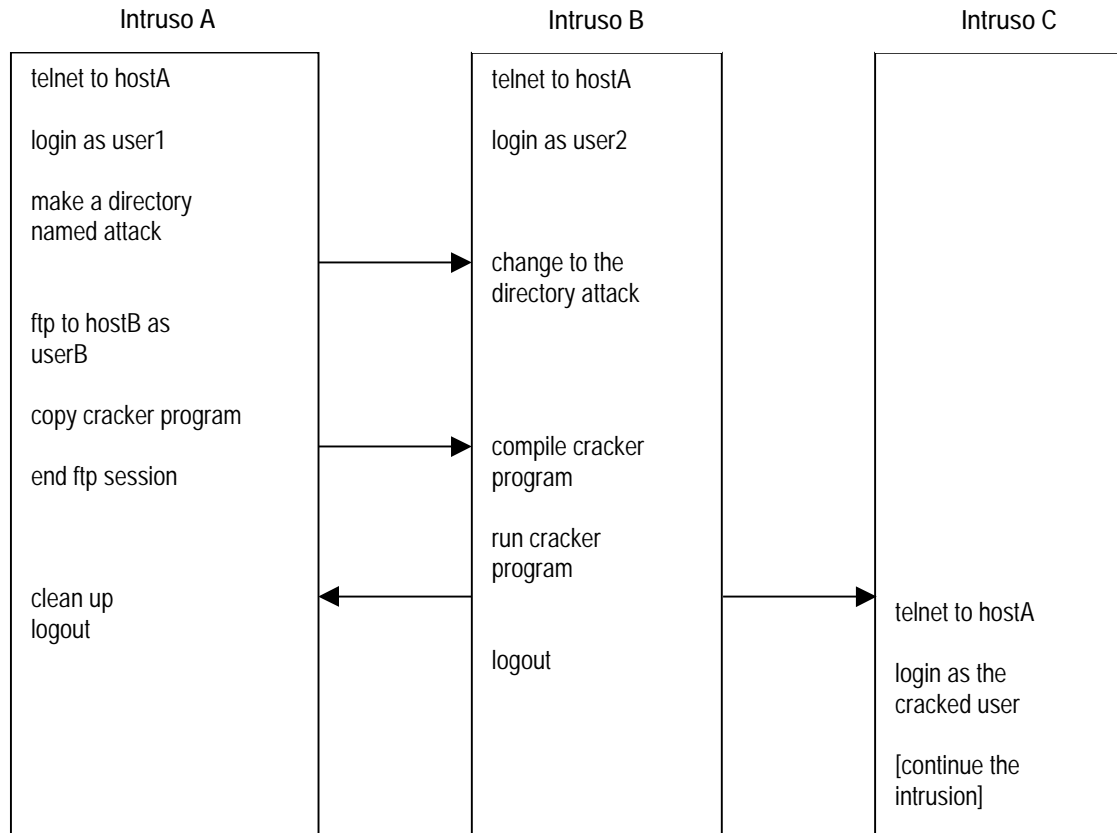 Intruso A
telnet to hostA
login as user1
make a directory
named attack
ftp to hostB as
userB
copy cracker program
end ftp session
clean up
logout
Intruso B
telnet to hostA
login as user2
change to the
directory attack
compile cracker
program
run cracker
program
logout
Intruso C
telnet to hostA
login as the
cracked user
[continue the
intrusion]